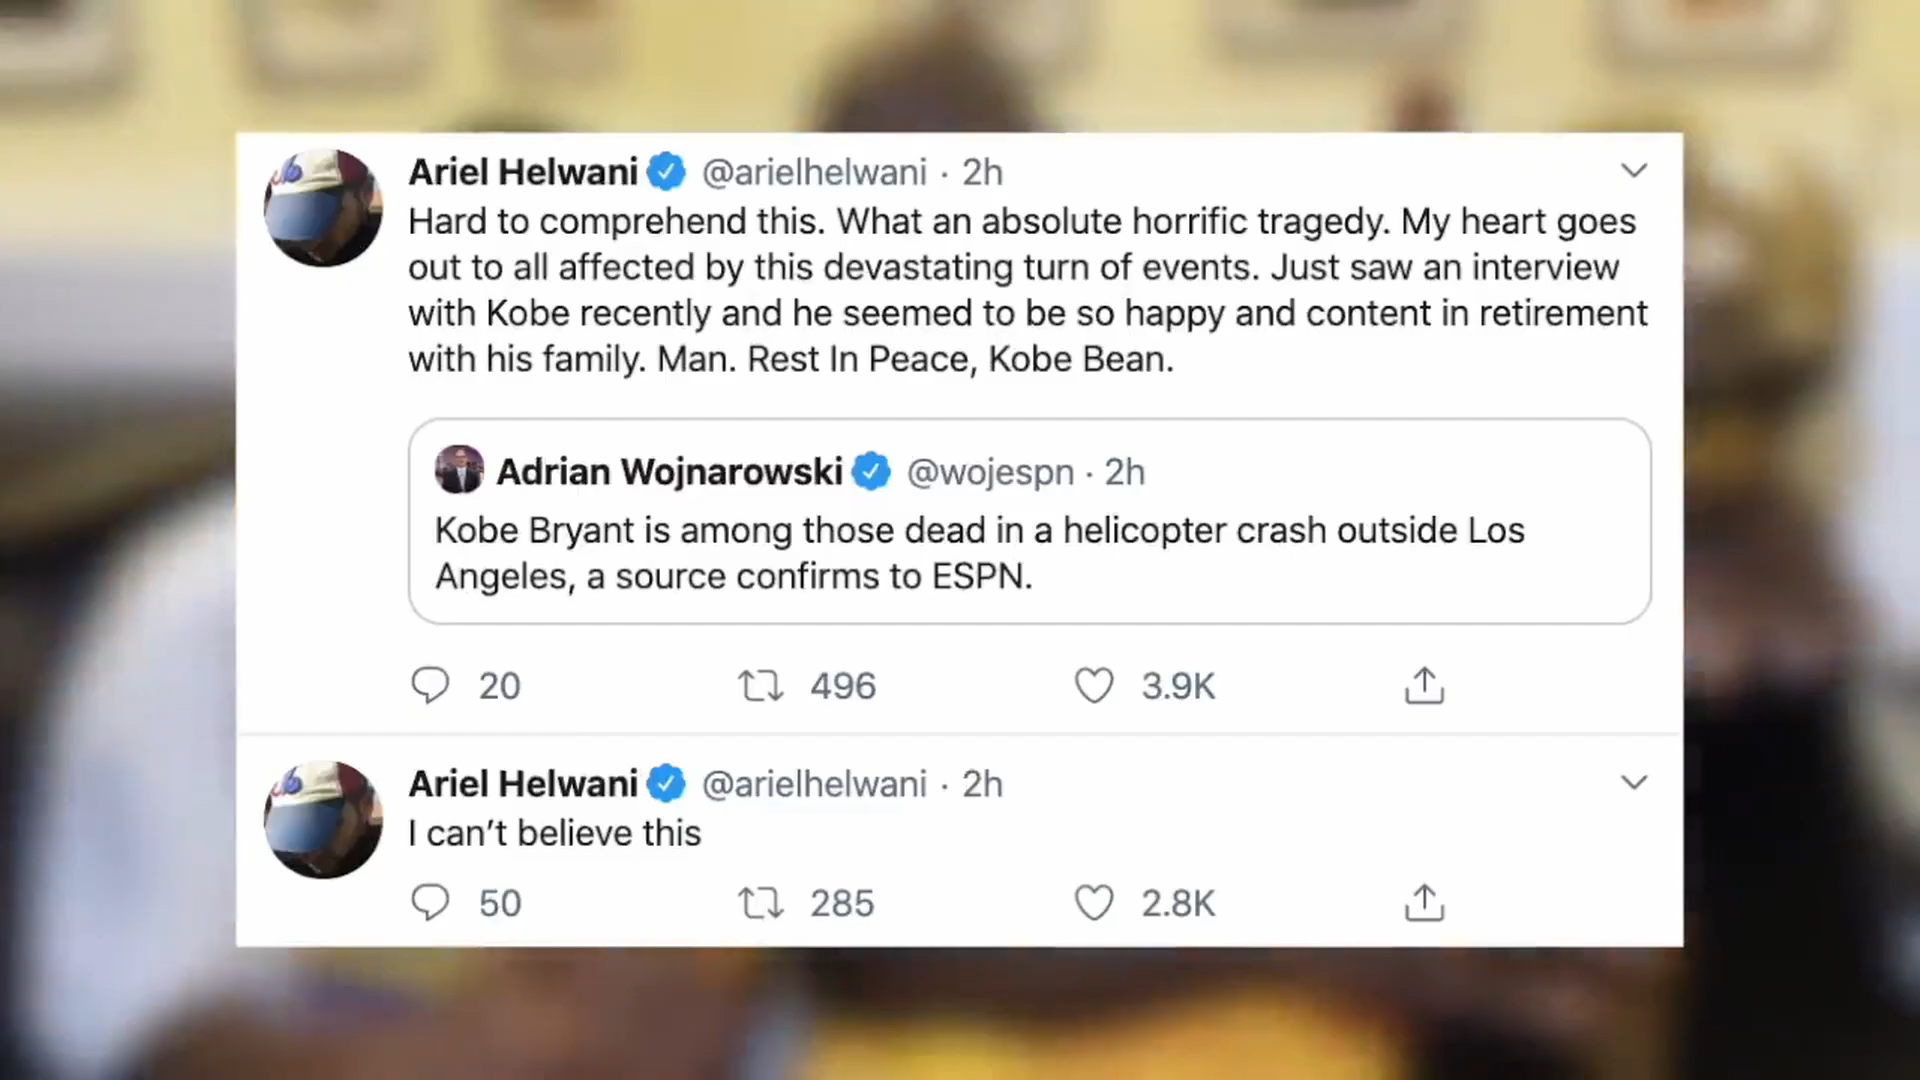 Ariel Helwani @arielhelwani · 2h
Hard to comprehend this. What an absolute horrific tragedy. My heart goes
out to all affected by this devastating turn of events. Just saw an interview
with Kobe recently and he seemed to be so happy and content in retirement
with his family. Man. Rest In Peace, Kobe Bean.
Adrian Wojnarowski @wojespn · 2h
Kobe Bryant is among those dead in a helicopter crash outside Los
Angeles, a source confirms to ESPN.
20 496 3.9K
Ariel Helwani @arielhelwani · 2h
I can’t believe this
50 285 2.8K